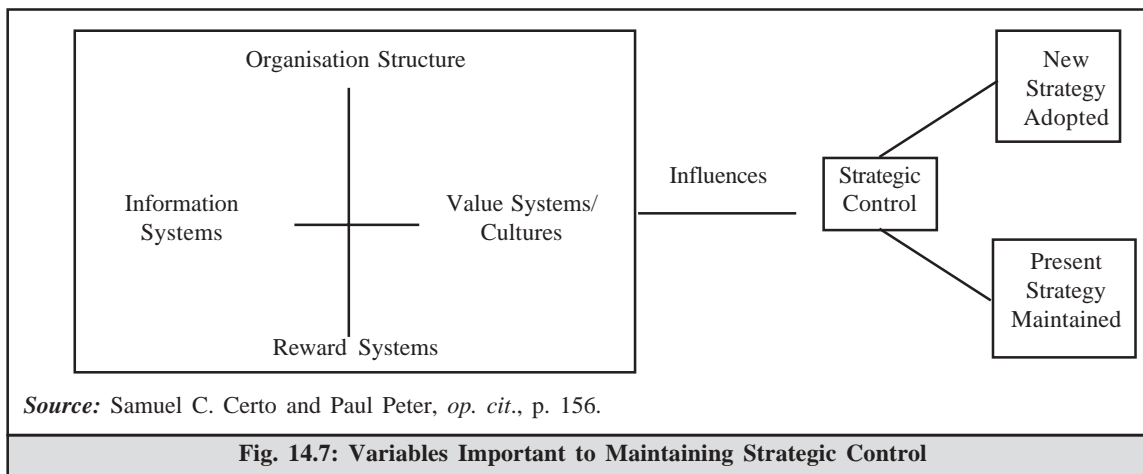 Organisation Structure
Information
Systems
Value Systems/
Cultures
Reward Systems
Influences
Strategic
Control
New
Strategy
Adopted
Present
Strategy
Maintained
Source: Samuel C. Certo and Paul Peter, op. cit., p. 156.
Fig. 14.7: Variables Important to Maintaining Strategic Control